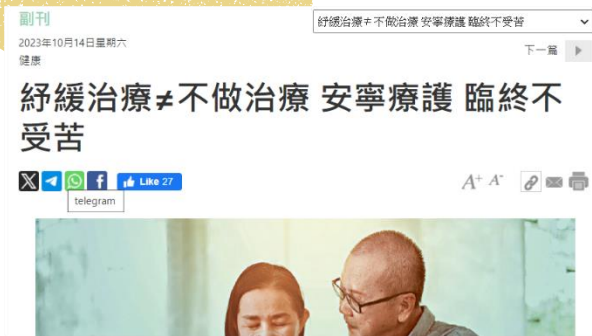 副刊
紓緩治療≠不做治療 安寧療護 臨終不受苦
2023年10月14日星期六
下一篇
健康
紓緩治療≠不做治療 安寧療護 臨終不
受苦
Like 27
A+ A-
telegram